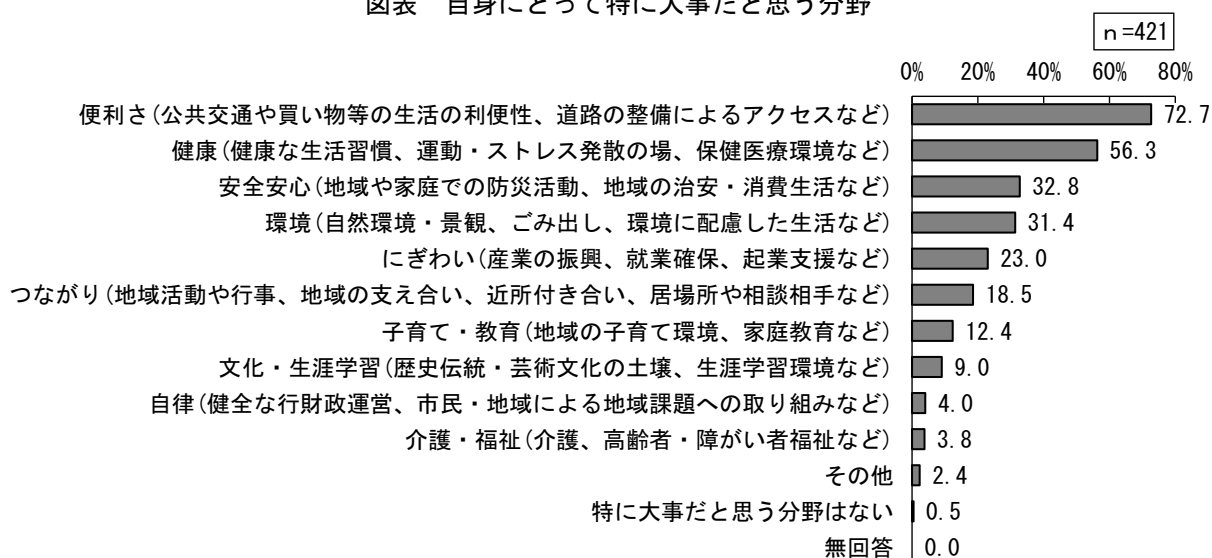 図表　自身にとって特に大事だと思う分野
n=421
0% 20% 40% 60% 80%
便利さ(公共交通や買い物等の生活の利便性、道路の整備によるアクセスなど) 72.7
健康(健康な生活習慣、運動・ストレス発散の場、保健医療環境など) 56.3
安全安心(地域や家庭での防災活動、地域の治安・消費生活など) 32.8
環境(自然環境・景観、ごみ出し、環境に配慮した生活など) 31.4
にぎわい(産業の振興、就業確保、起業支援など) 23.0
つながり(地域活動や行事、地域の支え合い、近所付き合い、居場所や相談相手など) 18.5
子育て・教育(地域の子育て環境、家庭教育など) 12.4
文化・生涯学習(歴史伝統・芸術文化の土壌、生涯学習環境など) 9.0
自律(健全な行財政運営、市民・地域による地域課題への取り組みなど) 4.0
介護・福祉(介護、高齢者・障がい者福祉など) 3.8
その他 2.4
特に大事だと思う分野はない 0.5
無回答 0.0